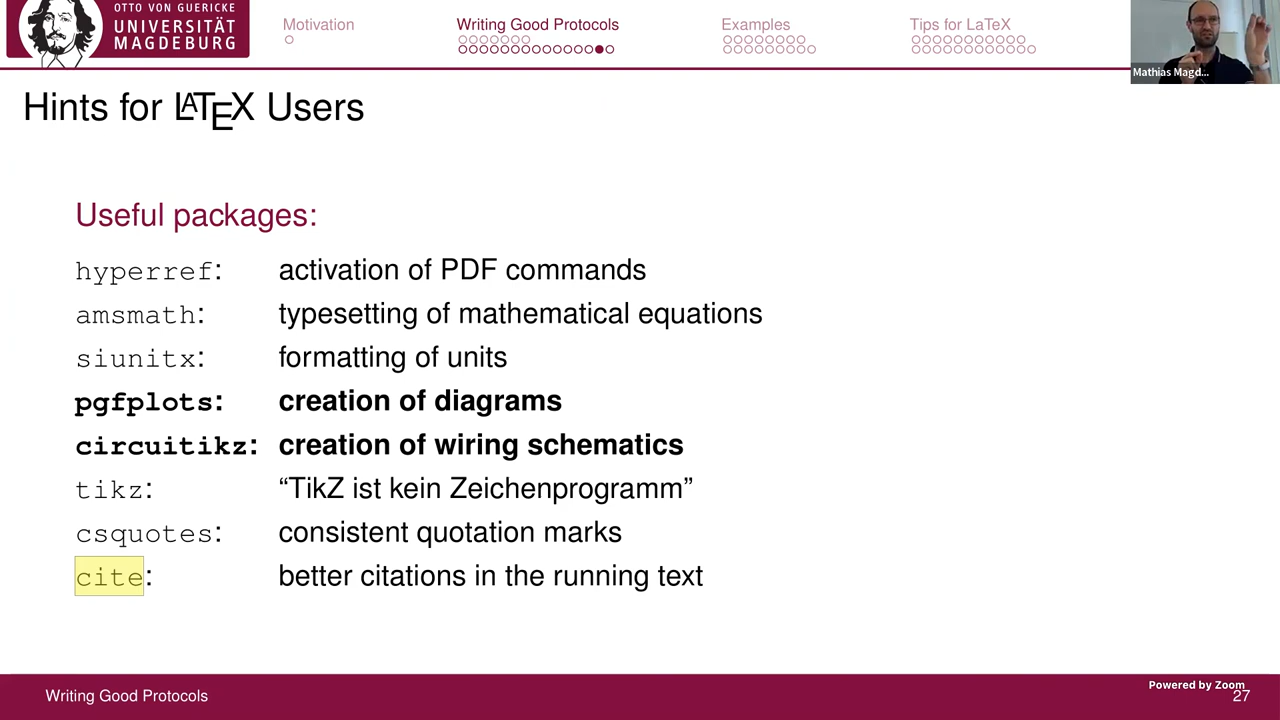 OTTO VON GUERICKE
UNIVERSITÄT
MAGDEBURG
Motivation
Writing Good Protocols
Examples
Tips for LaTeX
Mathias Magd...
Hints for LATEX Users
Useful packages:
hyperref: activation of PDF commands
amsmath: typesetting of mathematical equations
siunitx: formatting of units
pgfplots: creation of diagrams
circuitikz: creation of wiring schematics
tikz: “TikZ ist kein Zeichenprogramm”
csquotes: consistent quotation marks
cite: better citations in the running text
Writing Good Protocols
Powered by Zoom
27